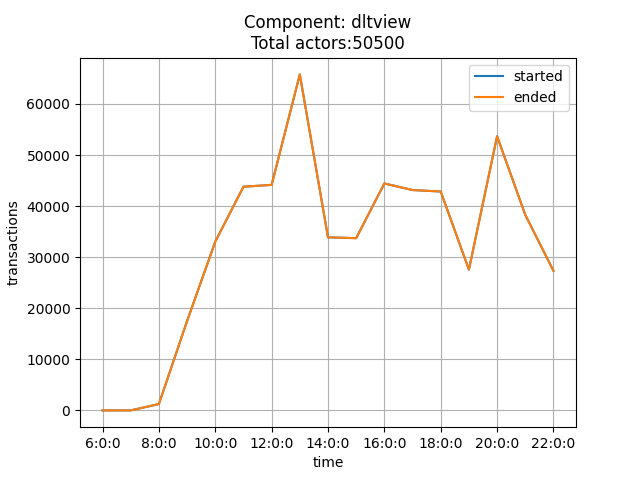 Component: dltview
Total actors:50500
started
ended
60000
50000
40000
30000
20000
10000
0
transactions
6:0:0 8:0:0 10:0:0 12:0:0 14:0:0 16:0:0 18:0:0 20:0:0 22:0:0
time